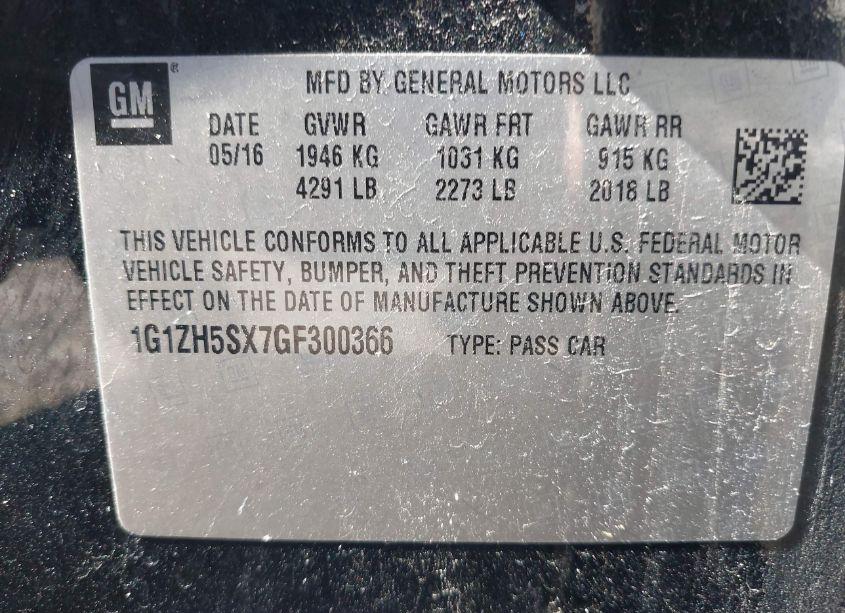 GM®
MFD BY GENERAL MOTORS LLC
DATE GVWR GAWR FRT GAWR RR
05/16 1946 KG 1031 KG 915 KG
4291 LB 2273 LB 2018 LB
THIS VEHICLE CONFORMS TO ALL APPLICABLE U.S. FEDERAL MOTOR
VEHICLE SAFETY, BUMPER, AND THEFT PREVENTION STANDARDS IN
EFFECT ON THE DATE OF MANUFACTURE SHOWN ABOVE.
1G1ZH5SX7GF300366 TYPE: PASS CAR